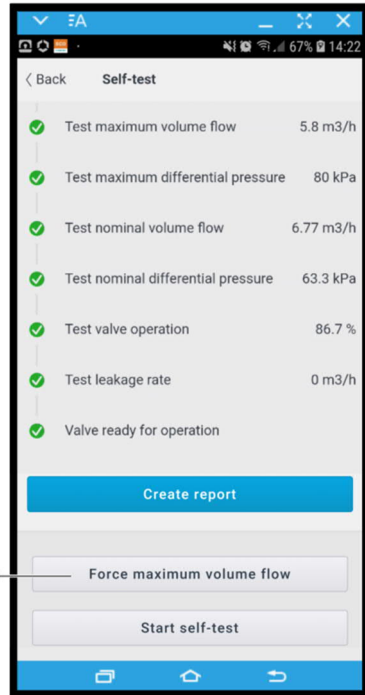 EA
67% 14:22
Back Self-test
Test maximum volume flow 5.8 m3/h
Test maximum differential pressure 80 kPa
Test nominal volume flow 6.77 m3/h
Test nominal differential pressure 63.3 kPa
Test valve operation 86.7 %
Test leakage rate 0 m3/h
Valve ready for operation
Create report
Force maximum volume flow
Start self-test